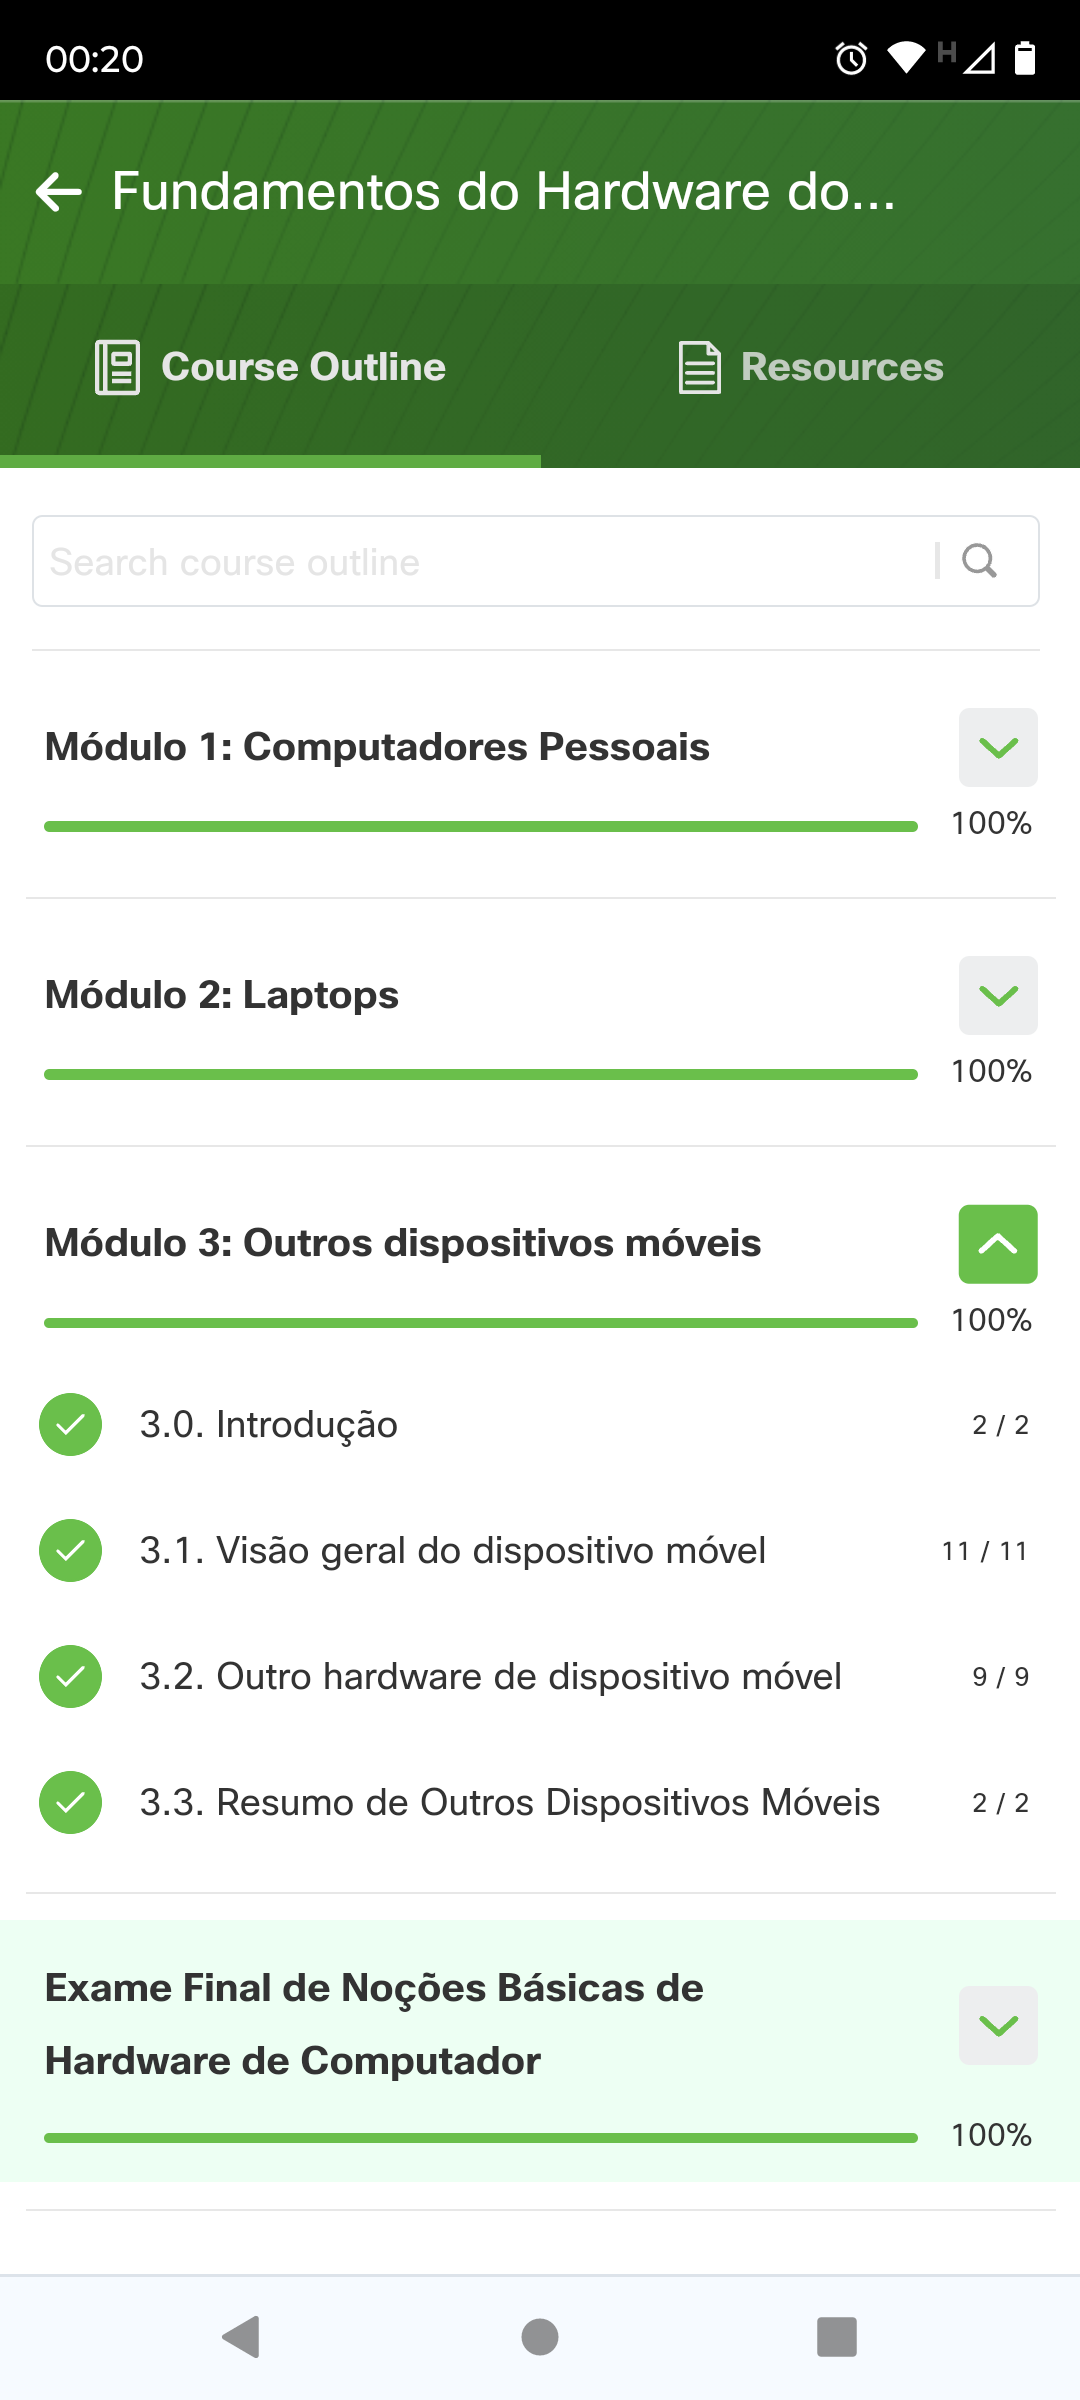 00:20
H
Fundamentos do Hardware do...
Course Outline
Resources
Search course outline
Módulo 1: Computadores Pessoais
100%
Módulo 2: Laptops
100%
Módulo 3: Outros dispositivos móveis
100%
3.0. Introdução 2 / 2
3.1. Visão geral do dispositivo móvel 11 / 11
3.2. Outro hardware de dispositivo móvel 9 / 9
3.3. Resumo de Outros Dispositivos Móveis 2 / 2
Exame Final de Noções Básicas de
Hardware de Computador
100%